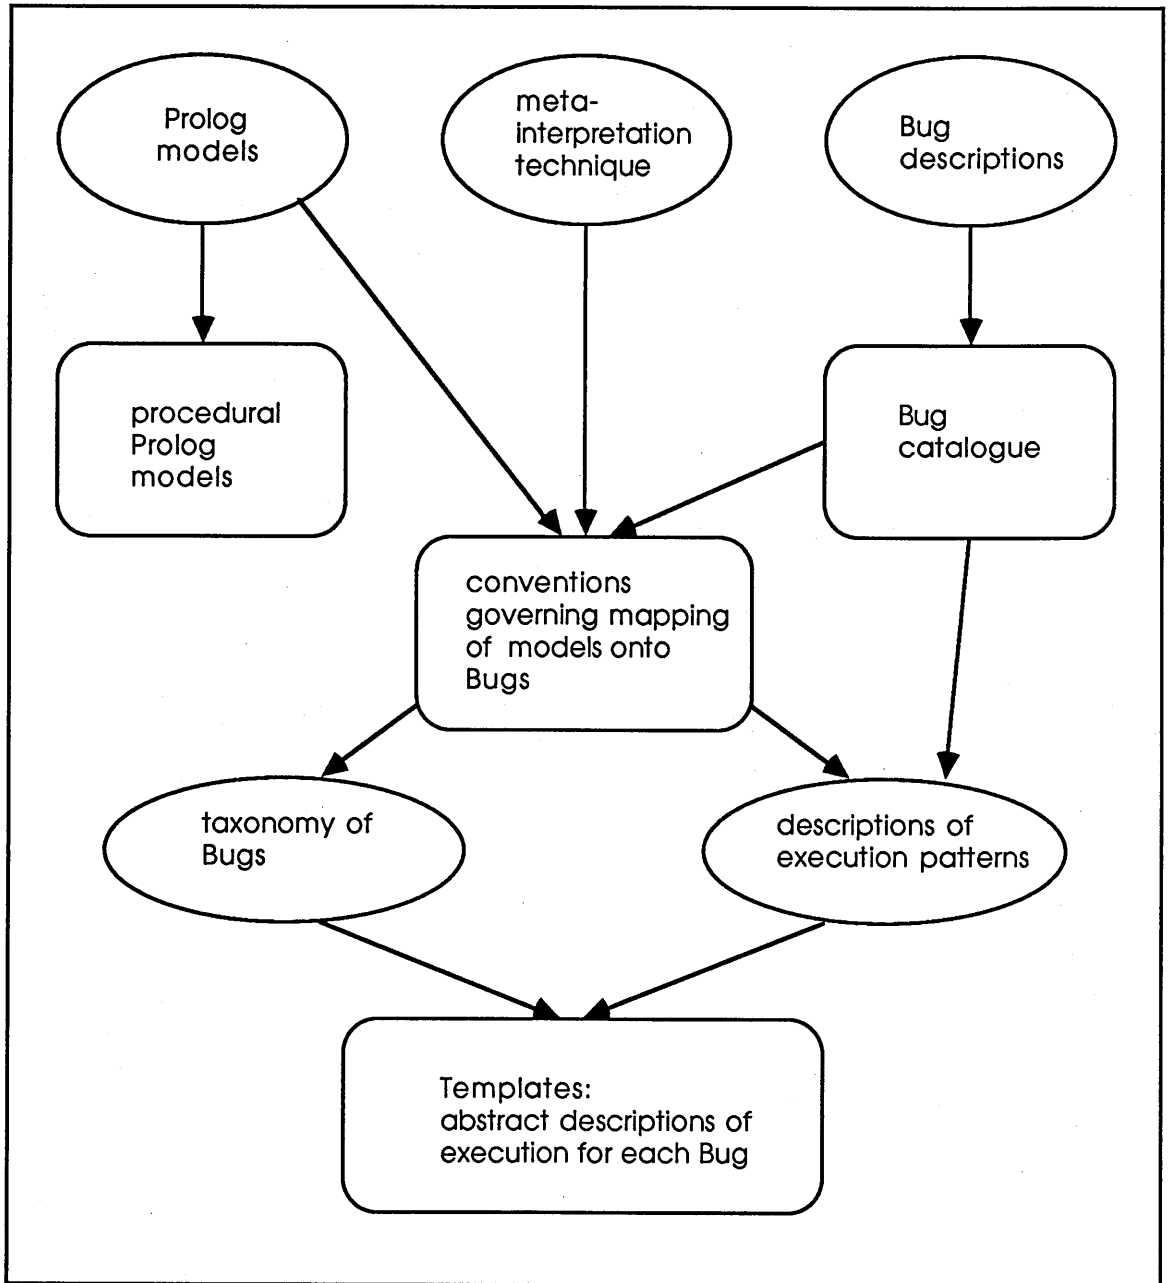 Prolog
models
meta-
interpretation
technique
Bug
descriptions
procedural
Prolog
models
Bug
catalogue
conventions
governing mapping
of models onto
Bugs
taxonomy of
Bugs
descriptions of
execution patterns
Templates:
abstract descriptions of
execution for each Bug